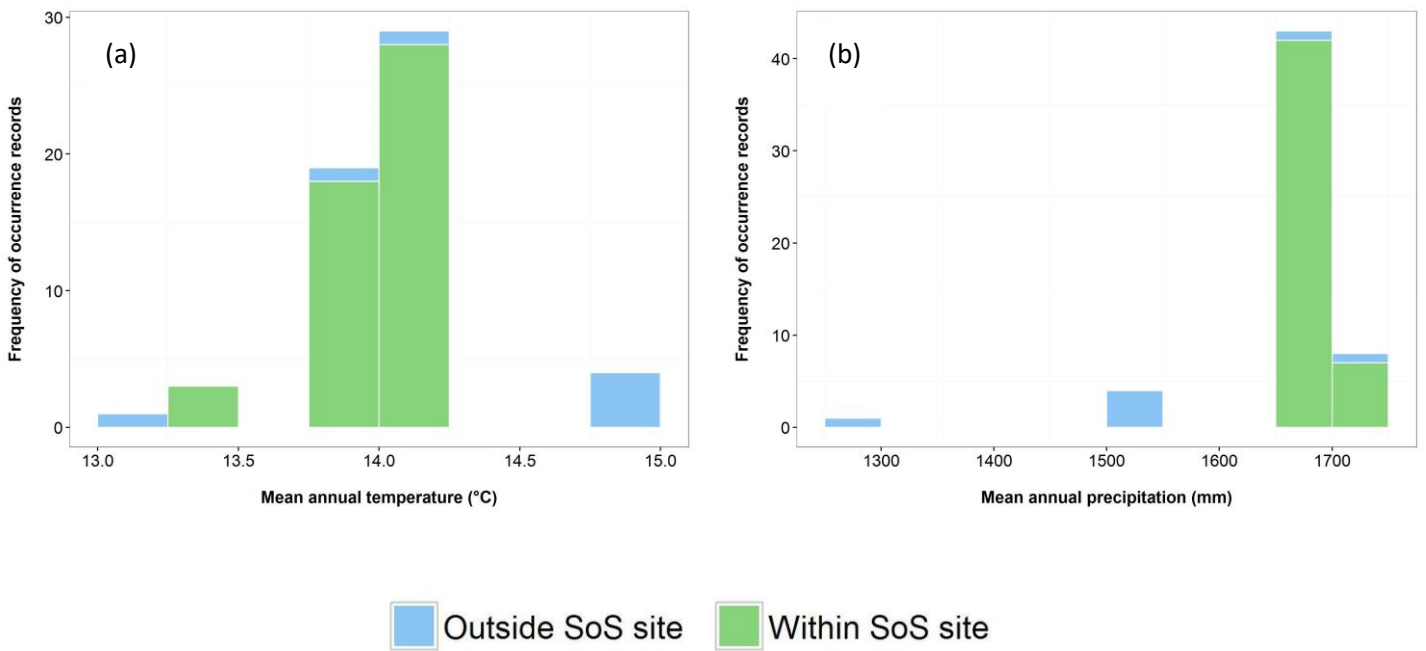 (a)
Frequency of occurrence records
30
20
10
0
13.0 13.5 14.0 14.5 15.0
Mean annual temperature (°C)
(b)
Frequency of occurrence records
40
30
20
10
0
1300 1400 1500 1600 1700
Mean annual precipitation (mm)
Outside SoS site Within SoS site